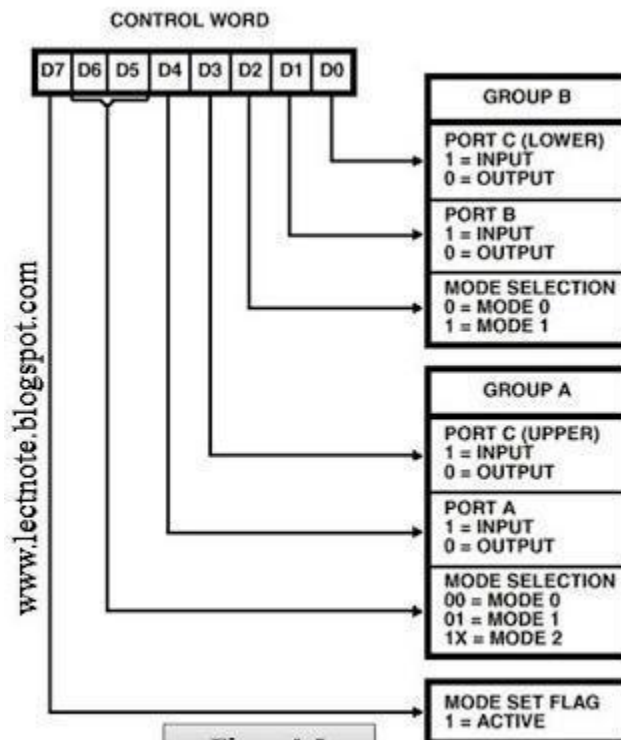 CONTROL WORD
D7 D6 D5 D4 D3 D2 D1 D0
GROUP B
PORT C (LOWER)
1 = INPUT
0 = OUTPUT
PORT B
1 = INPUT
0 = OUTPUT
MODE SELECTION
0 = MODE 0
1 = MODE 1
GROUP A
PORT C (UPPER)
1 = INPUT
0 = OUTPUT
PORT A
1 = INPUT
0 = OUTPUT
MODE SELECTION
00 = MODE 0
01 = MODE 1
1X = MODE 2
MODE SET FLAG
1 = ACTIVE
www.lectnote.blogspot.com